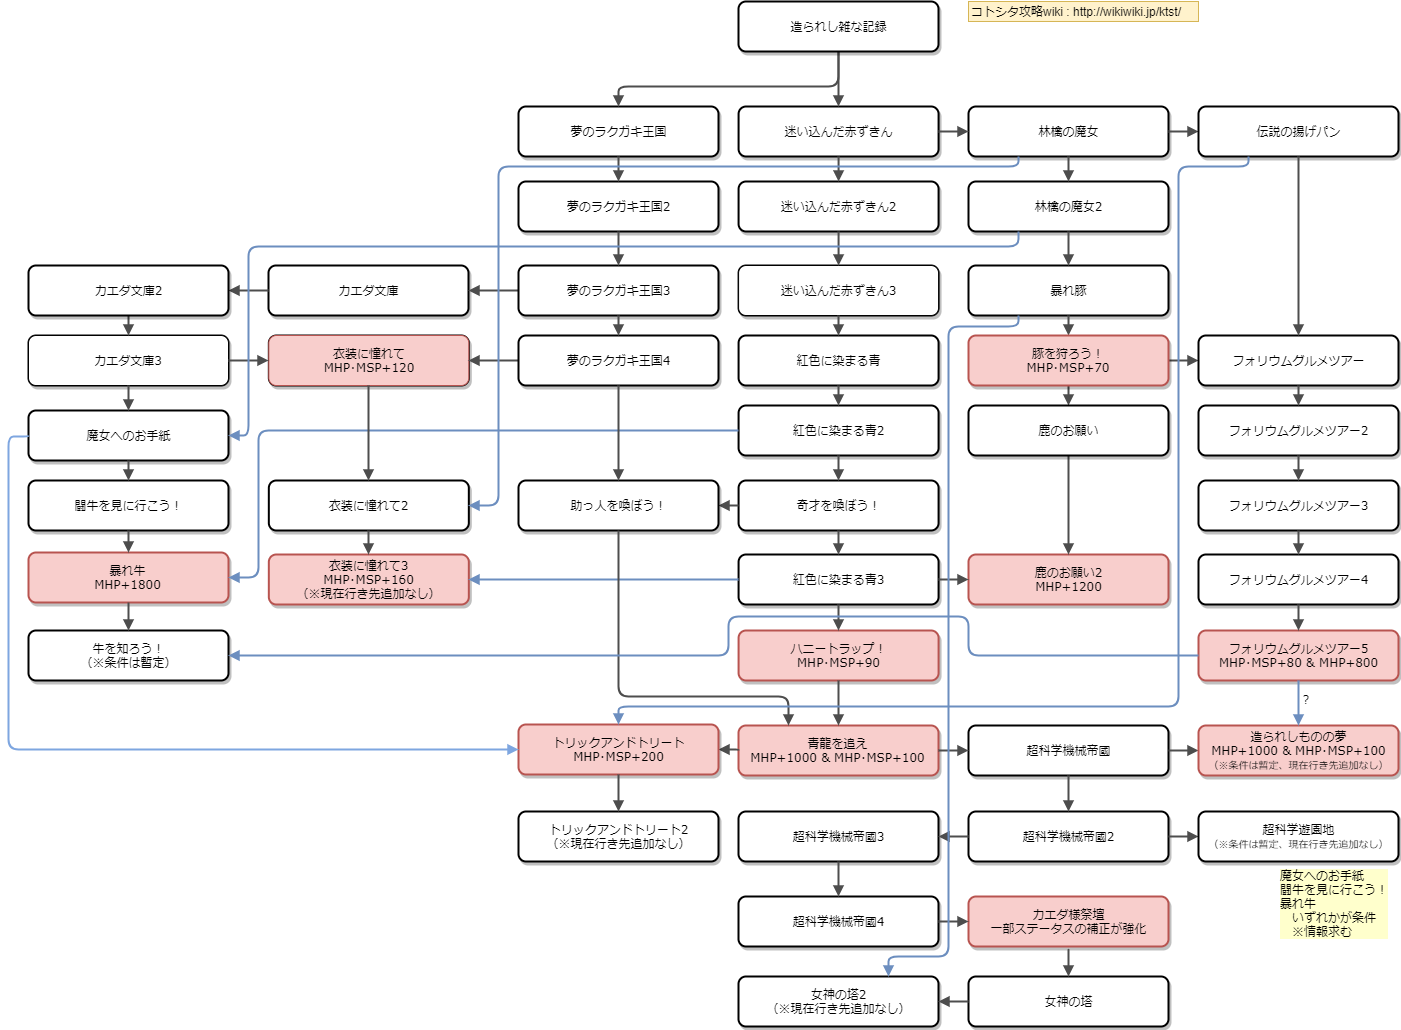 造られし雑な記録
コトシタ攻略wiki : http://wikiwiki.jp/ktst/
夢のラクガキ王国
迷い込んだ赤ずきん
林檎の魔女
伝説の揚げパン
夢のラクガキ王国2
迷い込んだ赤ずきん2
林檎の魔女2
カエダ文庫2
カエダ文庫
夢のラクガキ王国3
迷い込んだ赤ずきん3
暴れ豚
カエダ文庫3
衣装に憧れて
MHP･MSP+120
夢のラクガキ王国4
紅色に染まる青
豚を狩ろう！
MHP･MSP+70
フォリウムグルメツアー
魔女へのお手紙
紅色に染まる青2
鹿のお願い
フォリウムグルメツアー2
闘牛を見に行こう！
衣装に憧れて2
助っ人を喚ぼう！
奇才を喚ぼう！
フォリウムグルメツアー3
暴れ牛
MHP+1800
衣装に憧れて3
MHP･MSP+160
（※現在行き先追加なし）
紅色に染まる青3
鹿のお願い2
MHP+1200
フォリウムグルメツアー4
牛を知ろう！
（※条件は暫定）
ハニートラップ！
MHP･MSP+90
フォリウムグルメツアー5
MHP･MSP+80 & MHP+800
?
トリックアンドトリート
MHP･MSP+200
青龍を追え
MHP+1000 & MHP･MSP+100
超科学機械帝國
造られしものの夢
MHP+1000 & MHP･MSP+100
（※条件は暫定、現在行き先追加なし）
トリックアンドトリート2
（※現在行き先追加なし）
超科学機械帝國3
超科学機械帝國2
超科学遊園地
（※条件は暫定、現在行き先追加なし）
魔女へのお手紙
闘牛を見に行こう！
暴れ牛
いずれかが条件
※情報求む
超科学機械帝國4
カエダ様祭壇
一部ステータスの補正が強化
女神の塔2
（※現在行き先追加なし）
女神の塔